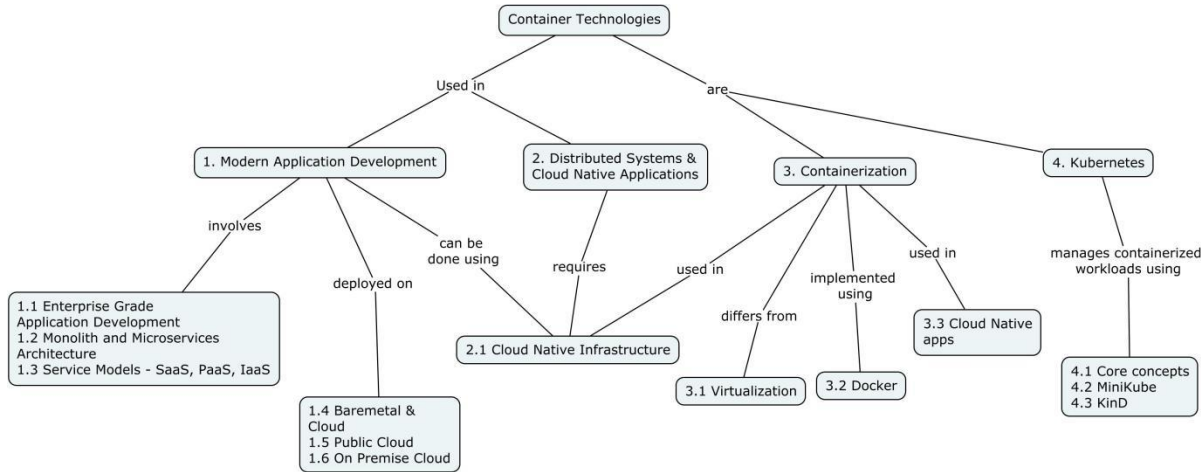 Container Technologies
Used in
are
1. Modern Application Development
2. Distributed Systems &
Cloud Native Applications
3. Containerization
4. Kubernetes
involves
can be
done using
requires
used in
implemented
using
used in
manages containerized
workloads using
deployed on
differs from
1.1 Enterprise Grade
Application Development
1.2 Monolith and Microservices
Architecture
1.3 Service Models - SaaS, PaaS, IaaS
2.1 Cloud Native Infrastructure
3.3 Cloud Native
apps
3.1 Virtualization
3.2 Docker
4.1 Core concepts
4.2 MiniKube
4.3 KinD
1.4 Baremetal &
Cloud
1.5 Public Cloud
1.6 On Premise Cloud